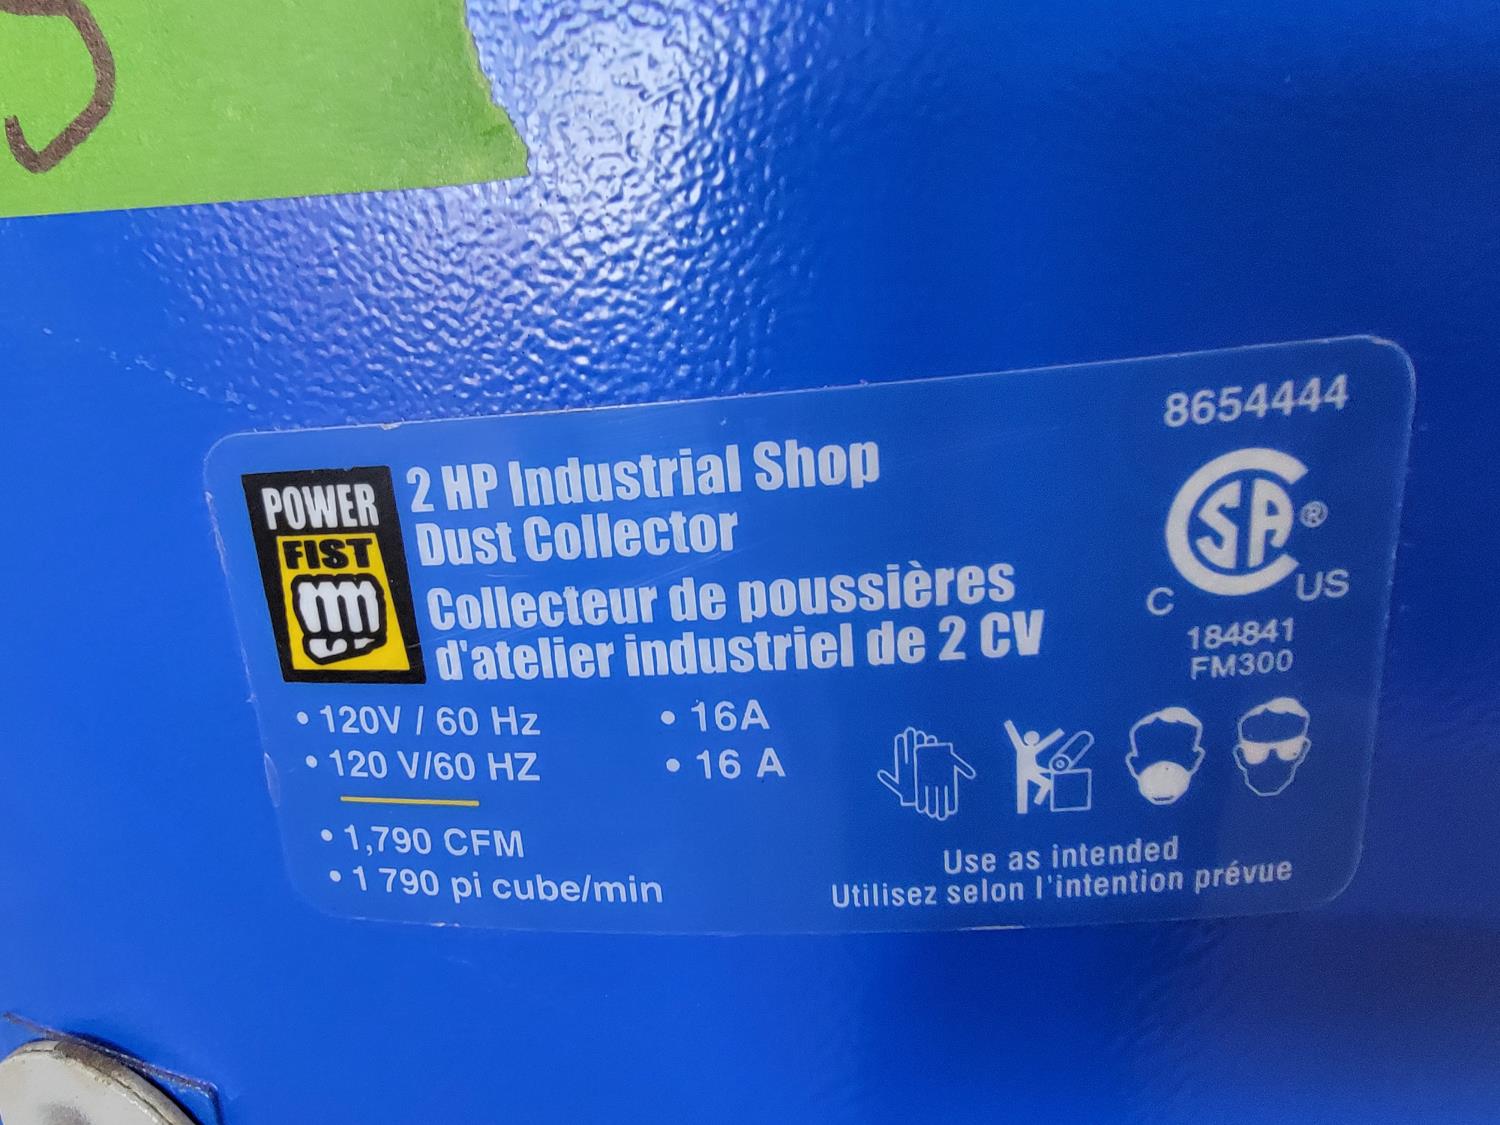 8654444
POWER
FIST
2 HP Industrial Shop
Dust Collector
Collecteur de poussières
d'atelier industriel de 2 CV
CSA®
C US
184841
FM300
• 120V / 60 Hz
• 16A
• 120 V/60 HZ
• 16 A
• 1,790 CFM
• 1 790 pi cube/min
Use as intended
Utilisez selon l'intention prévue